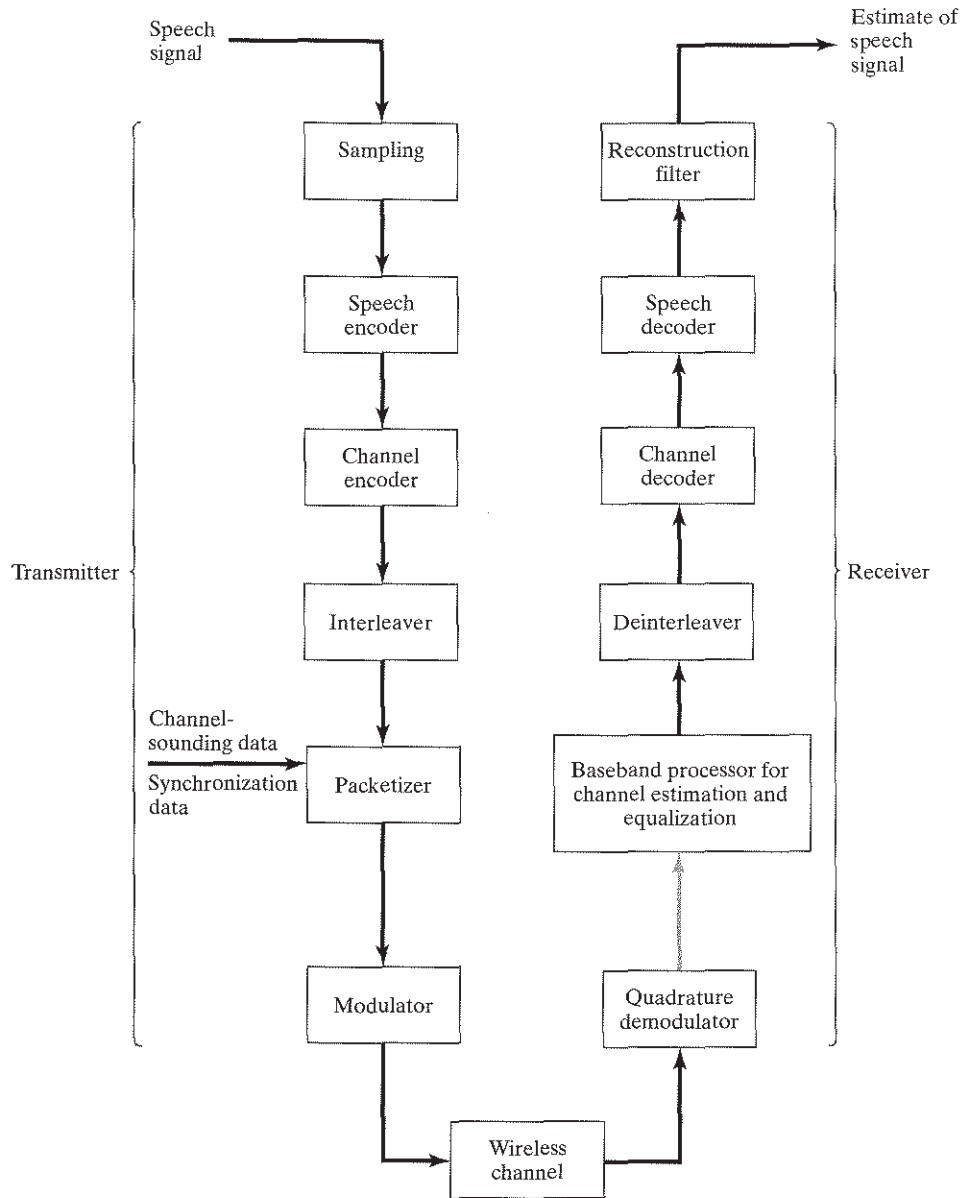 Speech
signal
Estimate of
speech
signal
Sampling
Reconstruction
filter
Speech
encoder
Speech
decoder
Channel
encoder
Channel
decoder
Transmitter
Interleaver
Deinterleaver
Receiver
Channel-
sounding data
Synchronization
data
Packetizer
Baseband processor for
channel estimation and
equalization
Modulator
Quadrature
demodulator
Wireless
channel